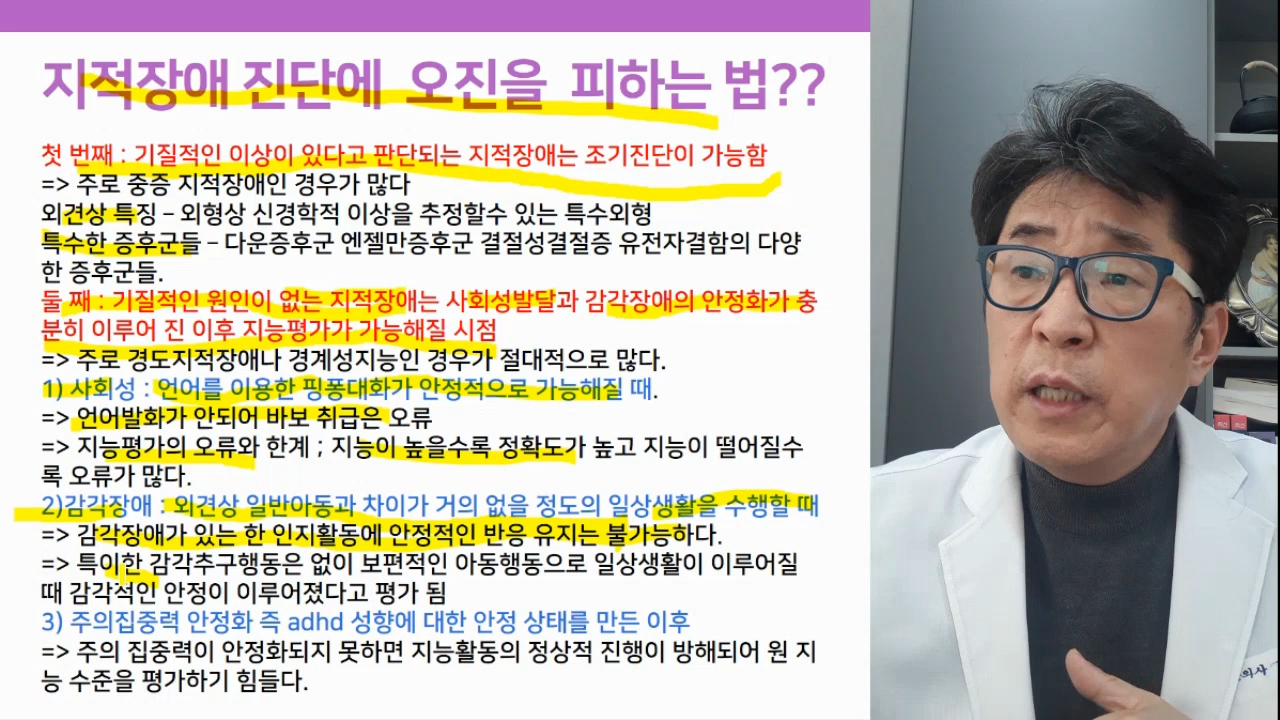 지적장애 진단에 오진을 피하는 법??
첫 번째 : 기질적인 이상이 있다고 판단되는 지적장애는 조기진단이 가능함
=> 주로 중증 지적장애인 경우가 많다
외견상 특징 – 외형상 신경학적 이상을 추정할수 있는 특수외형
특수한 증후군들 – 다운증후군 엔젤만증후군 결절성결절증 유전자결함의 다양
한 증후군들.
둘 째 : 기질적인 원인이 없는 지적장애는 사회성발달과 감각장애의 안정화가 충
분히 이루어 진 이후 지능평가가 가능해질 시점
=> 주로 경도지적장애나 경계성지능인 경우가 절대적으로 많다.
1) 사회성 : 언어를 이용한 핑퐁대화가 안정적으로 가능해질 때.
=> 언어발화가 안되어 바보 취급은 오류
=> 지능평가의 오류와 한계 ; 지능이 높을수록 정확도가 높고 지능이 떨어질수
록 오류가 많다.
2)감각장애 : 외견상 일반아동과 차이가 거의 없을 정도의 일상생활을 수행할 때
=> 감각장애가 있는 한 인지활동에 안정적인 반응 유지는 불가능하다.
=> 특이한 감각추구행동은 없이 보편적인 아동행동으로 일상생활이 이루어질
때 감각적인 안정이 이루어졌다고 평가 됨
3) 주의집중력 안정화 즉 adhd 성향에 대한 안정 상태를 만든 이후
=> 주의 집중력이 안정화되지 못하면 지능활동의 정상적 진행이 방해되어 원 지
능 수준을 평가하기 힘들다.